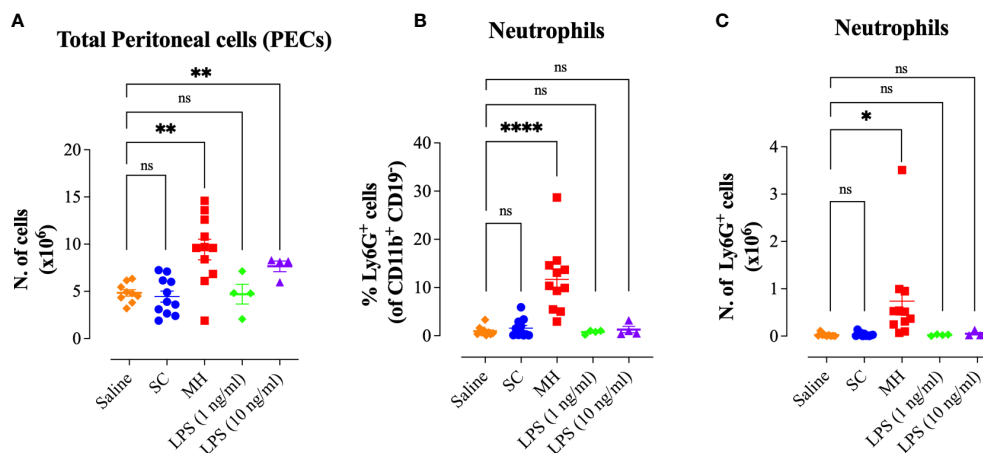 A
Total Peritoneal cells (PECs)
**
ns
**
ns
20
15
10
5
0
N. of cells
(x10⁶)
Saline
SC
MH
LPS (1 ng/ml)
LPS (10 ng/ml)
B
Neutrophils
ns
ns
****
ns
40
30
20
10
0
% Ly6G⁺ cells
(of CD11b⁺ CD19⁻)
Saline
SC
MH
LPS (1 ng/ml)
LPS (10 ng/ml)
C
Neutrophils
ns
ns
*
ns
4
3
2
1
0
N. of Ly6G⁺ cells
(x10⁶)
Saline
SC
MH
LPS (1 ng/ml)
LPS (10 ng/ml)